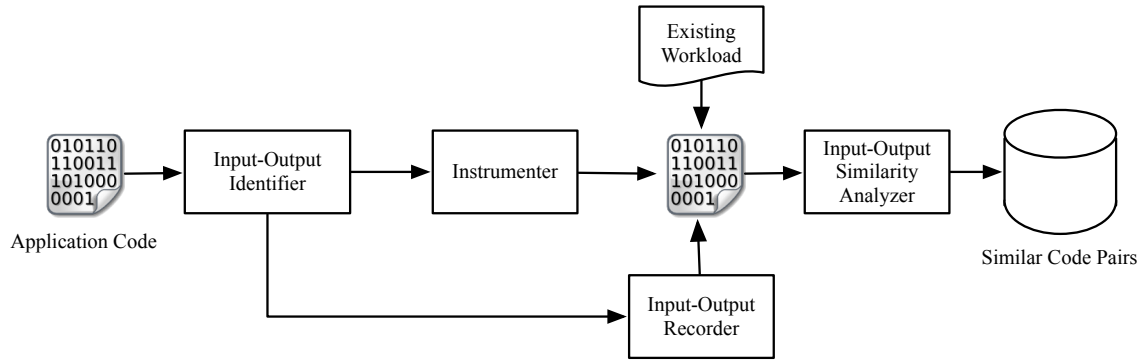 Existing
Workload
010110
110011
101000
0001
Application Code
Input-Output
Identifier
Instrumenter
010110
110011
101000
0001
Input-Output
Similarity
Analyzer
Similar Code Pairs
Input-Output
Recorder